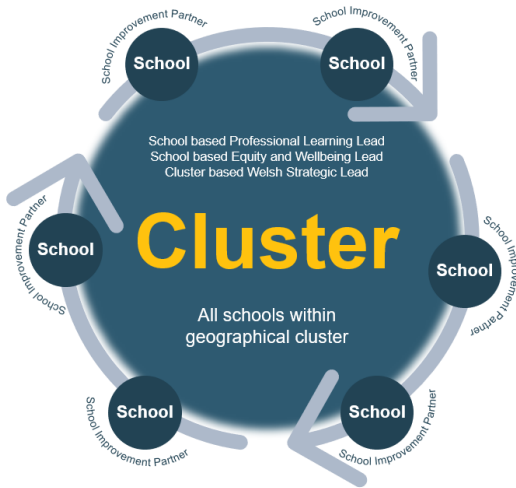 School Improvement Partner
School
School Improvement Partner
School
School based Professional Learning Lead
School based Equity and Wellbeing Lead
Cluster based Welsh Strategic Lead
School Improvement Partner
School
Cluster
School Improvement Partner
School
All schools within
geographical cluster
School Improvement Partner
School
School Improvement Partner
School